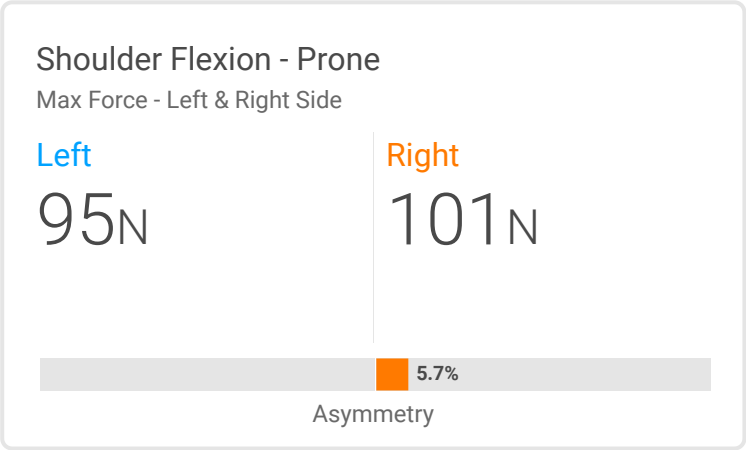 Shoulder Flexion - Prone
Max Force - Left & Right Side
Left
95N
Right
101N
5.7%
Asymmetry